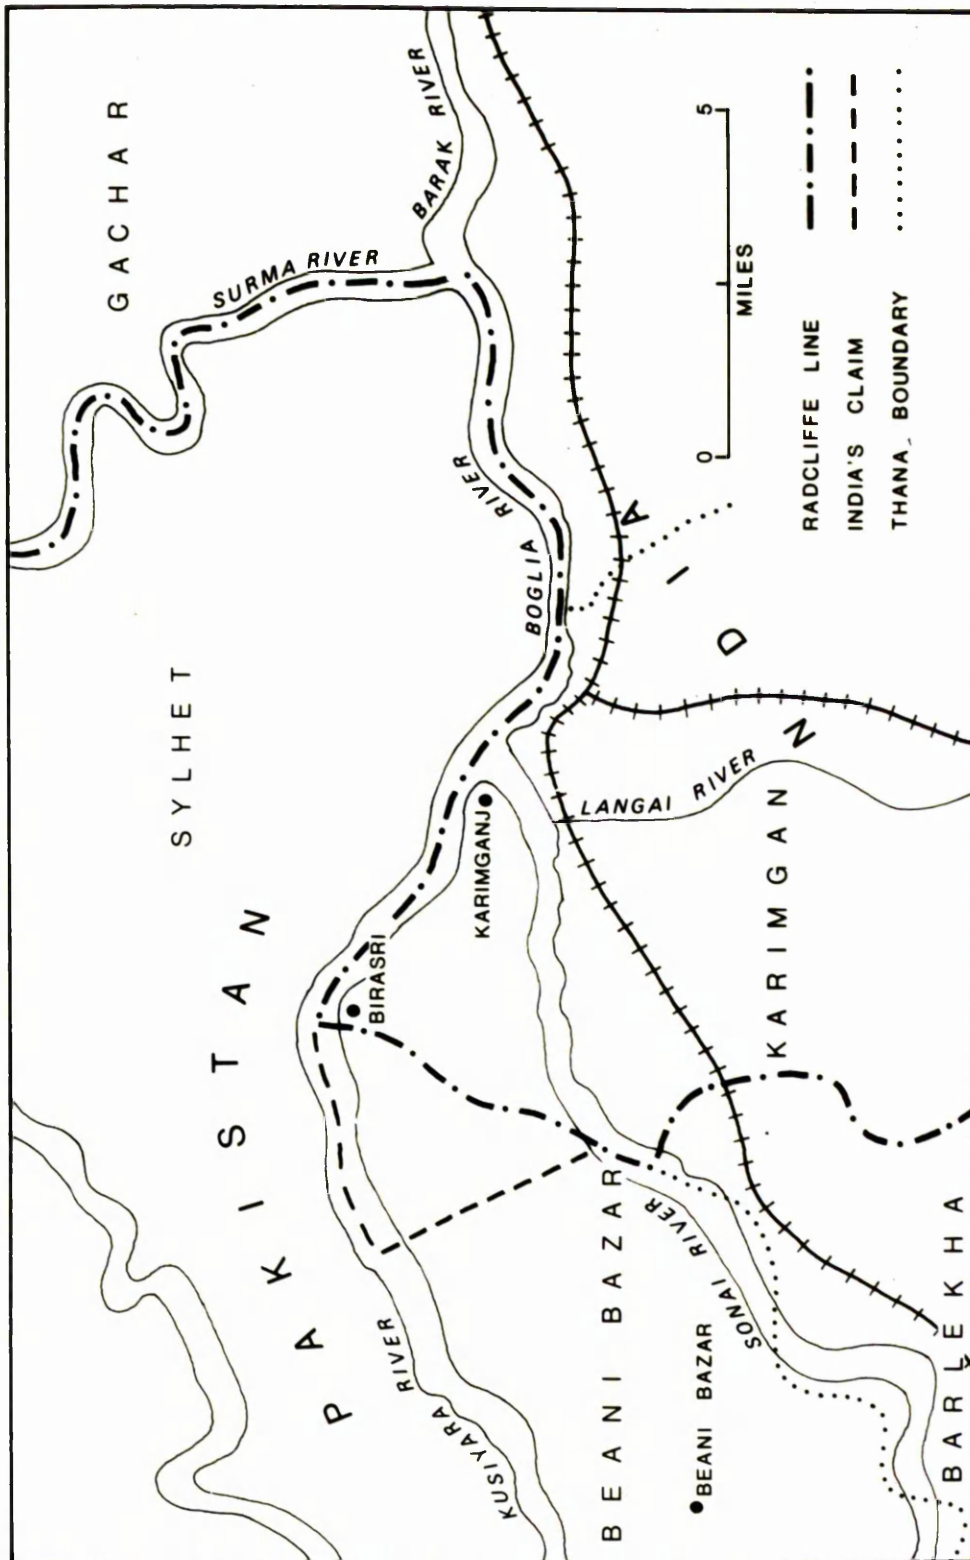 GACHAR
SYLHET
PAKISTAN
INDIA
SURMA RIVER
BARAK RIVER
BOGLIA RIVER
KARIMGANJ
BIRASRI
LANGAI RIVER
KARIMGAN
KUSIYARA RIVER
BEANI BAZAR
SONAI RIVER
BEANI BAZAR
BARLEKHA
0 5
MILES
RADCLIFFE LINE
INDIA'S CLAIM
THANA BOUNDARY